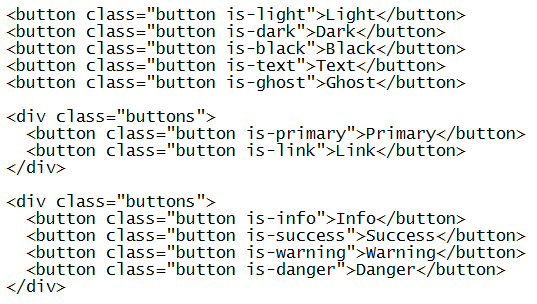 <button class="button is-light">Light</button>
<button class="button is-dark">Dark</button>
<button class="button is-black">Black</button>
<button class="button is-text">Text</button>
<button class="button is-ghost">Ghost</button>

<div class="buttons">
  <button class="button is-primary">Primary</button>
  <button class="button is-link">Link</button>
</div>

<div class="buttons">
  <button class="button is-info">Info</button>
  <button class="button is-success">Success</button>
  <button class="button is-warning">Warning</button>
  <button class="button is-danger">Danger</button>
</div>